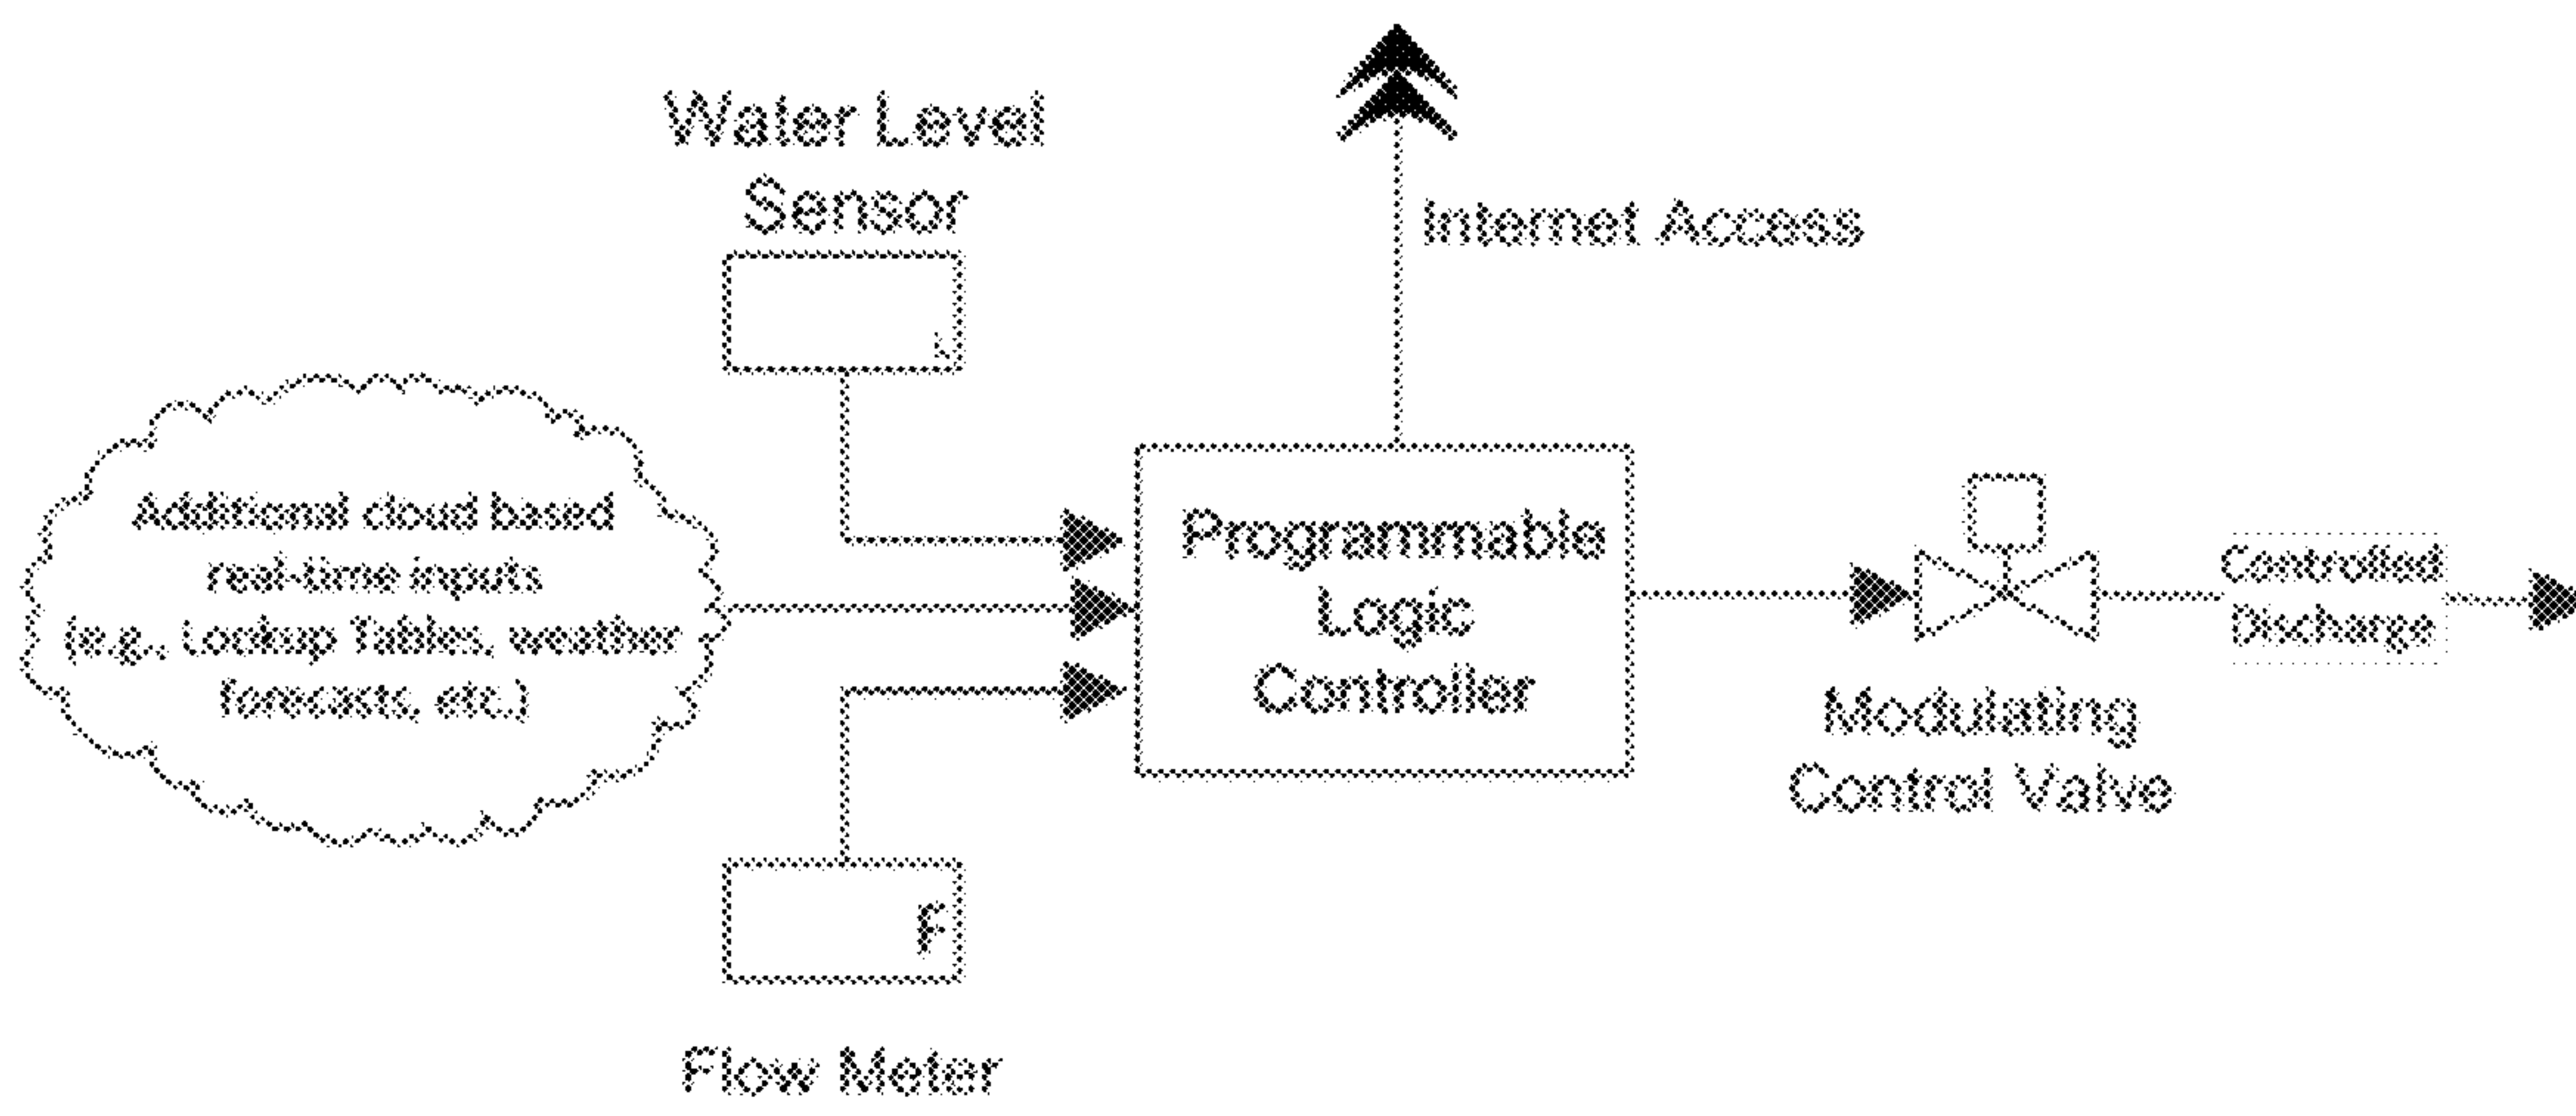 Water Level
Sensor
Internet Access
Additional cloud based
real-time inputs
(e.g., Lookup Tables, weather
forecasts, etc.)
Programmable
Logic
Controller
Controlled
Discharge
Modulating
Control Valve
F
Flow Meter